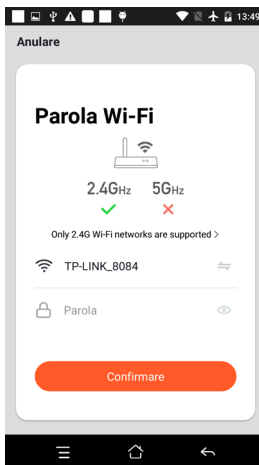 13:49
Anulare
Parola Wi-Fi
2.4GHz 5GHz
Only 2.4G Wi-Fi networks are supported >
TP-LINK_8084
Parola
Confirmare